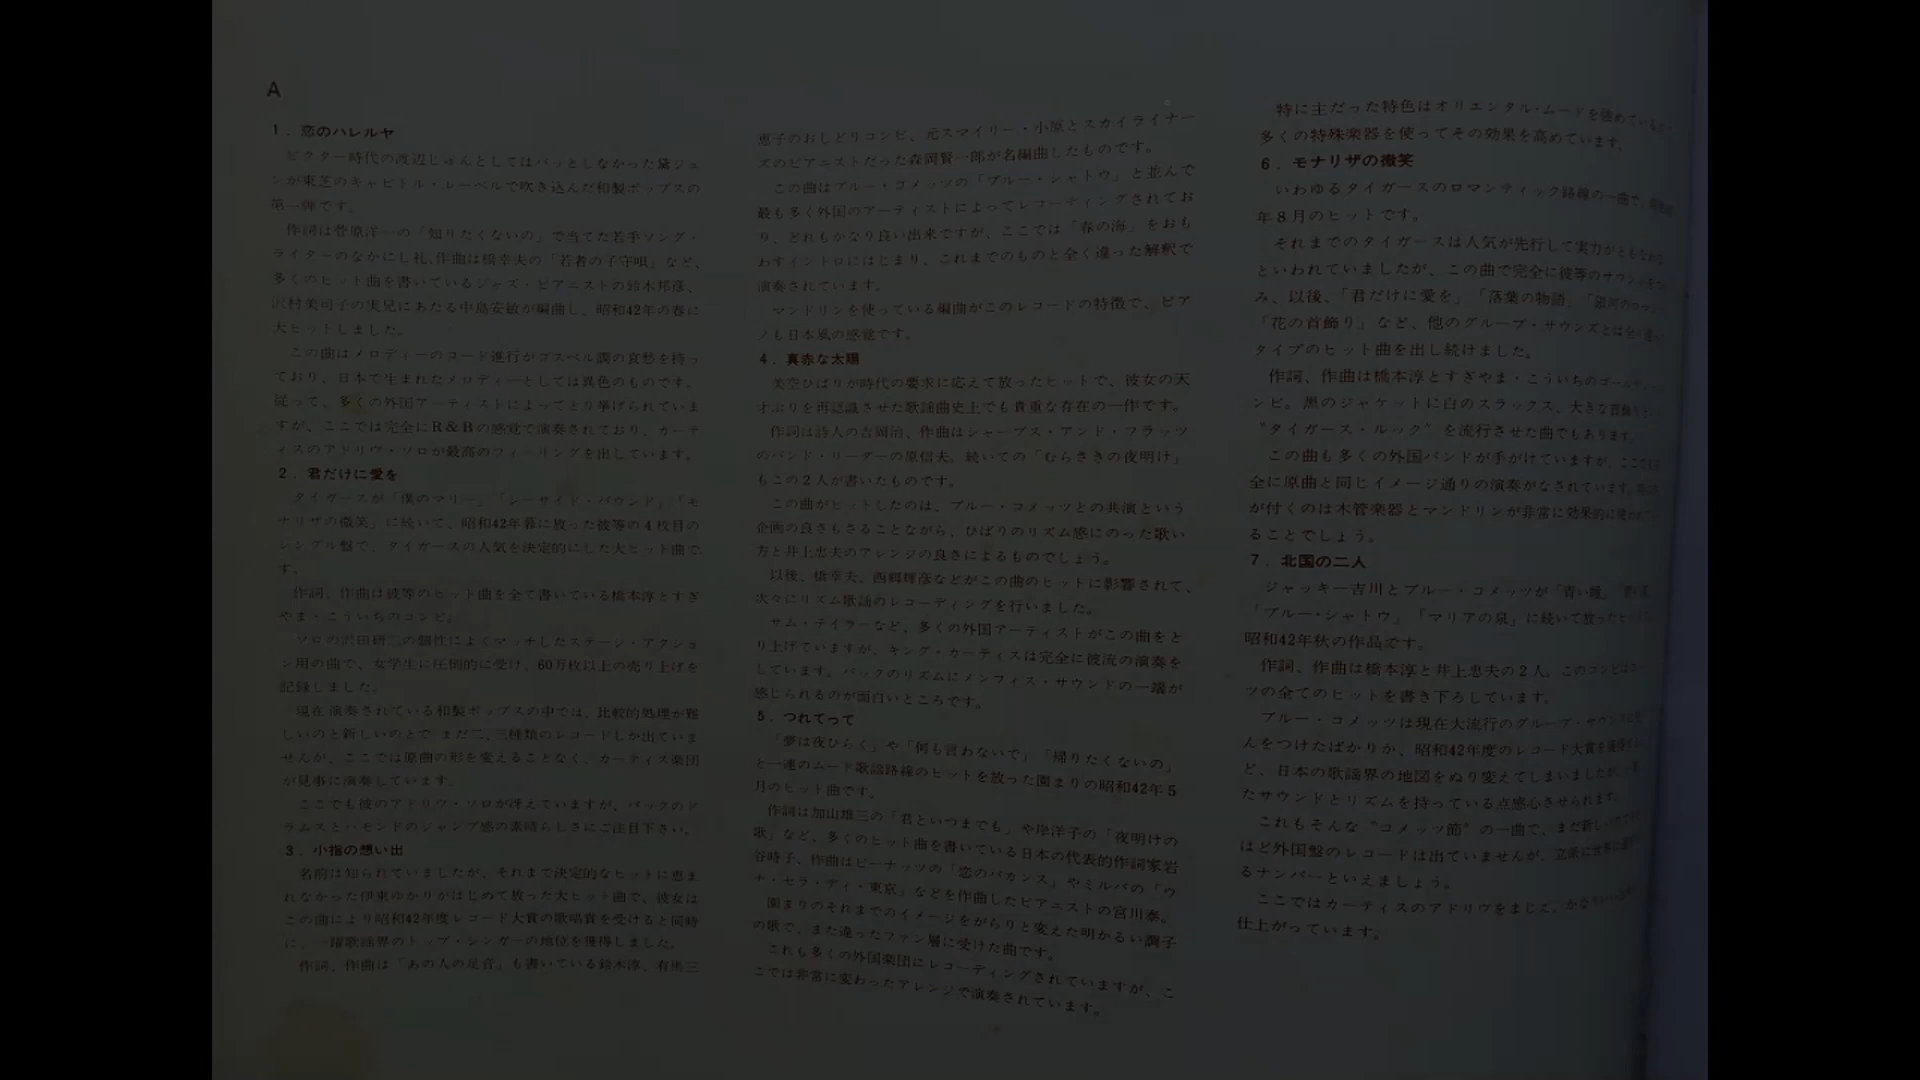 A
1. 恋のハレルヤ
ビクター時代の渡辺じゅんとしてはパッとしなかった黛ジュ
ンが東芝のキャピトル・レーベルで吹き込んだ和製ポップスの
第一弾です。
作詞は菅原洋一の「知りたくないの」で当てた若手ソング・
ライターのなかにし礼、作曲は橋幸夫の「若者の子守唄」など、
多くのヒット曲を書いているジャズ・ピアニストの鈴木邦彦、
沢村美司子の実兄にあたる中島安敏が編曲し、昭和42年の春に
大ヒットしました。
この曲はメロディーのコード進行がゴスペル調の哀愁を持っ
ており、日本で生まれたメロディーとしては異色のものです。
従って、多くの外国アーティストによってとり挙げられていま
すが、ここでは完全にR&Bの感覚で演奏されており、カーテ
ィスのアドリヴ・ソロが最高のフィーリングを出しています。
2. 君だけに愛を
タイガースが「僕のマリー」「シーサイド・バウンド」「モ
ナリザの微笑」に続いて、昭和42年暮に放った彼等の4枚目の
シングル盤で、タイガースの人気を決定的にした大ヒット曲で
す。
作詞、作曲は彼等のヒット曲を全て書いている橋本淳とすぎ
やま・こういちのコンビ。
ソロの沢田研二の個性によくマッチしたステージ・アクショ
ン用の曲で、女学生に圧倒的に受け、60万枚以上の売り上げを
記録しました。
現在演奏されている和製ポップスの中では、比較的処理が難
しいのと新しいのとで、まだ二、三種類のレコードしか出ていま
せんが、ここでは原曲の形を変えることなく、カーティス楽団
が見事に演奏しています。
ここでも彼のアドリヴ・ソロが冴えていますが、バックのド
ラムスとハモンドのジャンプ感の素晴らしさにご注目下さい。
3. 小指の想い出
名前は知られていましたが、それまで決定的なヒットに恵ま
れなかった伊東ゆかりがはじめて放った大ヒット曲で、彼女は
この曲により昭和42年度レコード大賞の歌唱賞を受けると同時
に、一躍歌謡界のトップ・シンガーの地位を獲得しました。
作詞、作曲は「あの人の足音」も書いている鈴木淳、有馬三
恵子のおしどりコンビ、元スマイリー・小原とスカイライナー
ズのピアニストだった森岡賢一郎が名編曲したものです。
この曲はブルー・コメッツの「ブルー・シャトウ」と並んで
最も多く外国のアーティストによってレコーディングされてお
り、どれもかなり良い出来ですが、ここでは「春の海」をおも
わすイントロにはじまり、これまでのものと全く違った解釈で
演奏されています。
マンドリンを使っている編曲がこのレコードの特徴で、ピア
ノも日本風の感覚です。
4. 真赤な太陽
美空ひばりが時代の要求に応えて放ったヒットで、彼女の天
才ぶりを再認識させた歌謡曲史上でも貴重な存在の一作です。
作詞は詩人の吉岡治、作曲はシャープス・アンド・フラッツ
のバンド・リーダーの原信夫。続いての「むらさきの夜明け」
もこの2人が書いたものです。
この曲がヒットしたのは、ブルー・コメッツとの共演という
企画の良さもさることながら、ひばりのリズム感にのった歌い
方と井上忠夫のアレンジの良さによるものでしょう。
以後、橋幸夫、西郷輝彦などがこの曲のヒットに影響されて、
次々にリズム歌謡のレコーディングを行いました。
サム・テイラーなど、多くの外国アーティストがこの曲をと
り上げていますが、キング・カーティスは完全に彼流の演奏を
しています。バックのリズムにメンフィス・サウンドの一端が
感じられるのが面白いところです。
5. つれてって
「夢は夜ひらく」や「何も言わないで」「帰りたくないの」
と一連のムード歌謡路線のヒットを放った園まりの昭和42年5
月のヒット曲です。
作詞は加山雄三の「君といつまでも」や岸洋子の「夜明けの
歌」など、多くのヒット曲を書いている日本の代表的作詞家岩
谷時子、作曲はピーナッツの「恋のバカンス」やミルバの「ウ
ナ・セラ・ディ・東京」などを作曲したピアニストの宮川泰。
園まりのそれまでのイメージをがらりと変えた明かるい調子
の歌で、また違ったファン層に受けた曲です。
これも多くの外国楽団にレコーディングされていますが、こ
こでは非常に変わったアレンジで演奏されています。
特に主だった特色はオリエンタル・ムードを強めている
多くの特殊楽器を使ってその効果を高めています。
6. モナリザの微笑
いわゆるタイガースのロマンティック路線の一曲で、
年8月のヒットです。
それまでのタイガースは人気が先行して実力がともなわ
といわれていましたが、この曲で完全に彼等のサウンドを
み、以後、「君だけに愛を」「落葉の物語」「銀河のロマン
「花の首飾り」など、他のグループ・サウンズとは全く違っ
タイプのヒット曲を出し続けました。
作詞、作曲は橋本淳とすぎやま・こういちのゴール
ンビ。黒のジャケットに白のスラックス、大きな首飾り
“タイガース・ルック”を流行させた曲でもあります。
この曲も多くの外国バンドが手がけていますが、ここでは
全に原曲と同じイメージ通りの演奏がなされています。
が付くのは木管楽器とマンドリンが非常に効果的に使われ
ることでしょう。
7. 北国の二人
ジャッキー吉川とブルー・コメッツが「青い瞳」
「ブルー・シャトウ」「マリアの泉」に続いて放ったヒット
昭和42年秋の作品です。
作詞、作曲は橋本淳と井上忠夫の2人。このコンビは
ツの全てのヒットを書き下ろしています。
ブルー・コメッツは現在大流行のグループ・サウンズに
んをつけたばかりか、昭和42年度のレコード大賞を獲得
ど、日本の歌謡界の地図をぬり変えてしまいましたが、
たサウンドとリズムを持っている点感心させられます。
これもそんな“コメッツ節”の一曲で、まだ新しい
ほど外国盤のレコードは出ていませんが、立派に世界に
るナンバーといえましょう。
ここではカーティスのアドリヴをまじえ、かなり
仕上がっています。